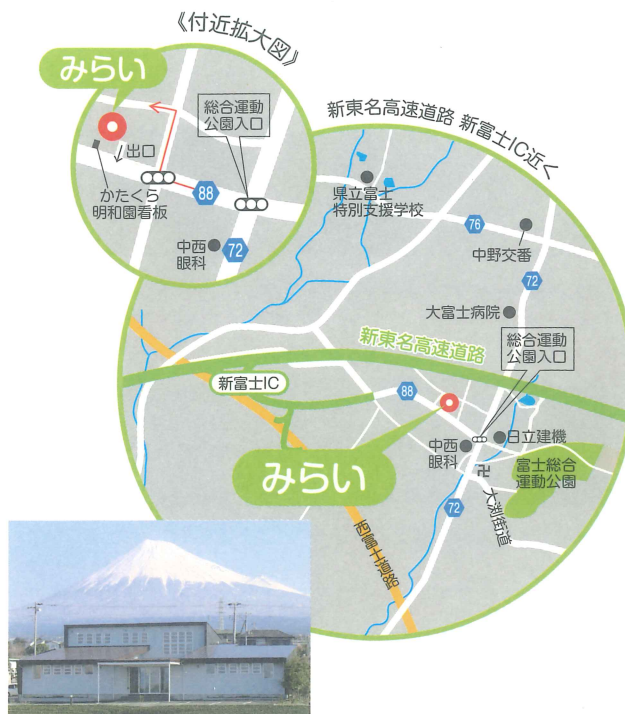 《付近拡大図》
みらい
総合運動
公園入口
出口
かたくら
明和園看板
88
中西
眼科
72
新東名高速道路 新富士IC近く
県立富士
特別支援学校
76
中野交番
72
大富士病院
総合運動
公園入口
新東名高速道路
新富士IC
88
みらい
中西
眼科
日立建機
卍
富士総合
運動公園
72
大渕街道
西富士道路